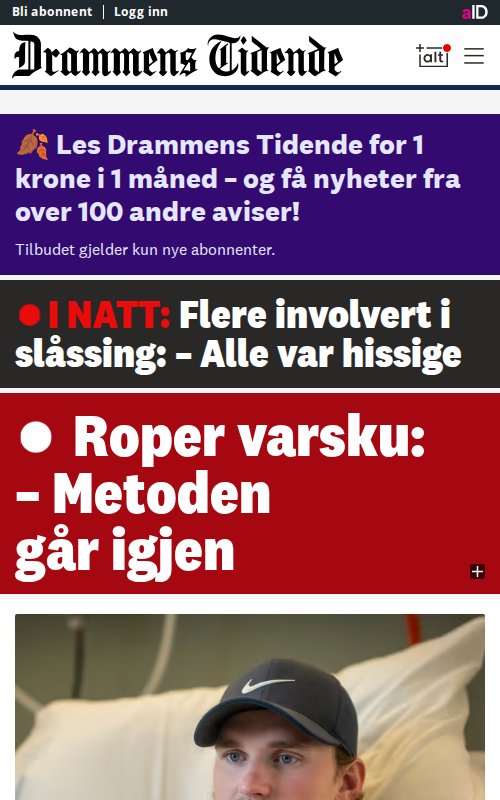 Bli abonnent | Logg inn
aID
Drammens Tidende
+alt
🍂 Les Drammens Tidende for 1
krone i 1 måned – og få nyheter fra
over 100 andre aviser!
Tilbudet gjelder kun nye abonnenter.
I NATT: Flere involvert i
slåssing: – Alle var hissige
Roper varsku:
– Metoden
går igjen
+